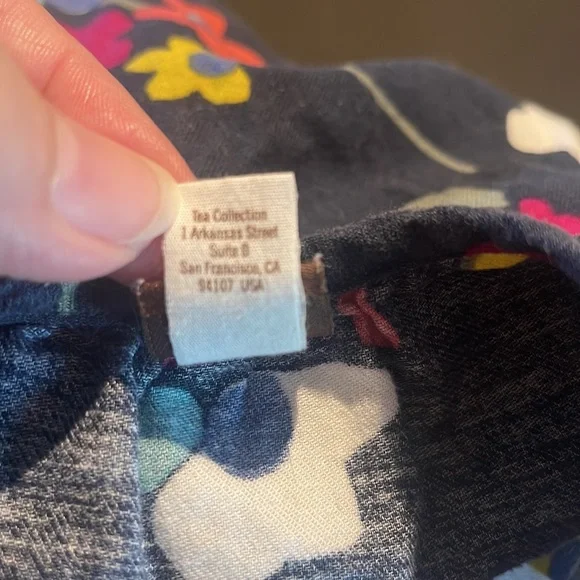 Tea Collection
1 Arkansas Street
Suite B
San Francisco, CA
94107 USA